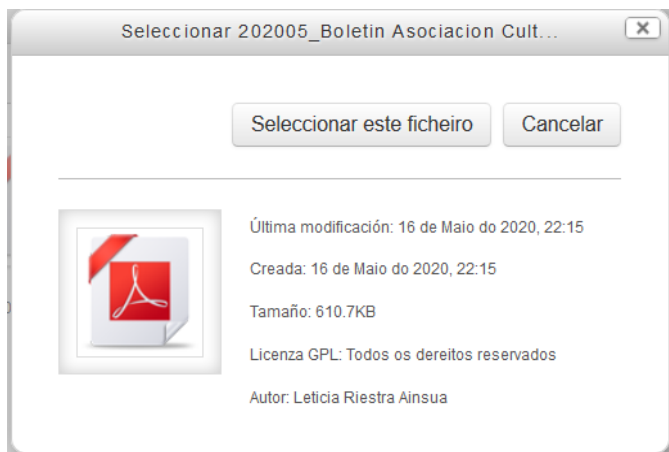 Seleccionar 202005_Boletin Asociacion Cult...
Seleccionar este ficheiro
Cancelar
Última modificación: 16 de Maio do 2020, 22:15
Creada: 16 de Maio do 2020, 22:15
Tamaño: 610.7KB
Licenza GPL: Todos os dereitos reservados
Autor: Leticia Riestra Ainsua